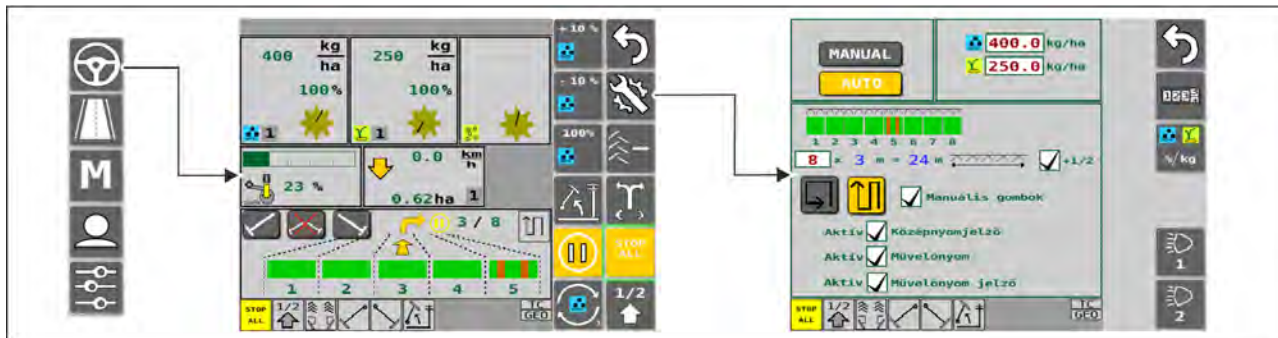 M
400 kg/ha
100%
1
250 kg/ha
100%
1
23 %
0.0 km/h
0.62ha 1
3 / 8
1 2 3 4 5
STOP ALL
1/2
TC GEO
+10 %
-10 %
100%
STOP ALL
1/2
MANUAL
AUTO
400.0 kg/ha
250.0 kg/ha
1 2 3 4 5 6 7 8
8 × 3 m = 24 m
+1/2
Manuális gombok
Aktív Középnyomjelző
Aktív Művelőnyom
Aktív Művelőnyom jelző
STOP ALL
1/2
TC GEO
N/kg
1
2